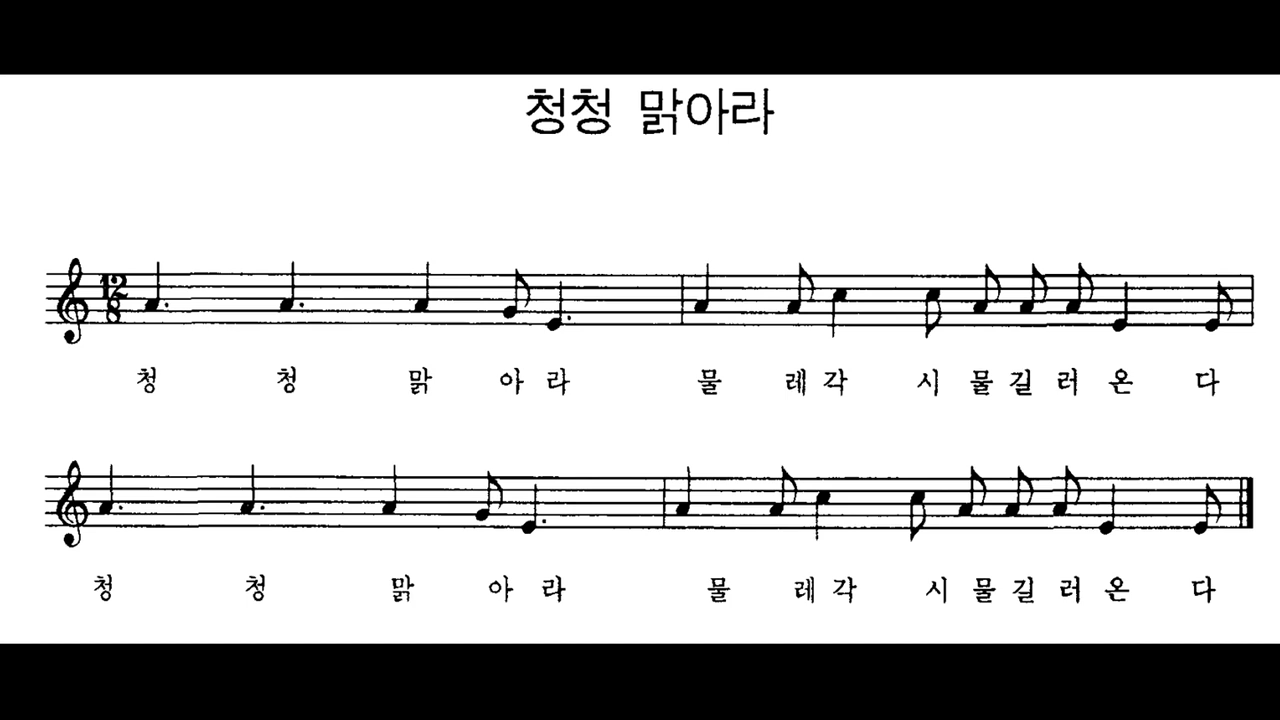 청청 맑아라
12
8
청 청 맑 아 라 물 레 각 시 물 길 러 온 다
청 청 맑 아 라 물 레 각 시 물 길 러 온 다